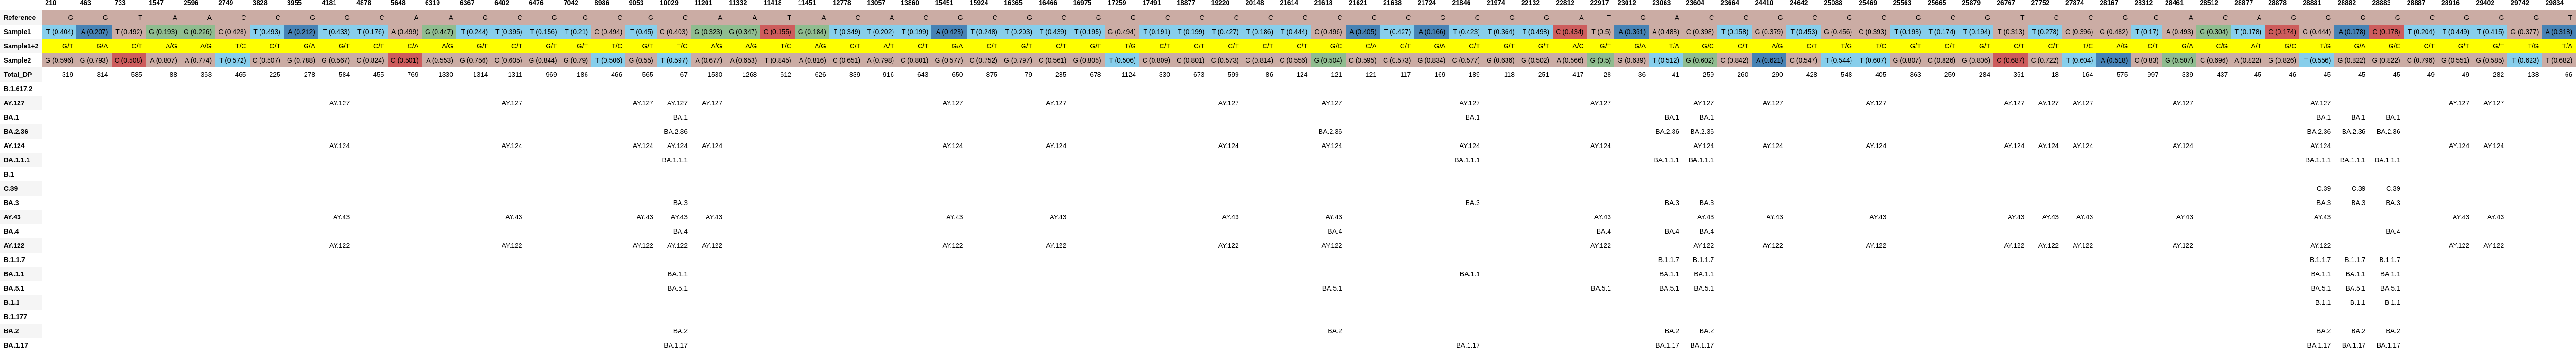 210 463 733 1547 2596 2749 3828 3955 4181 4878 5648 6319 6367 6402 6476 7042 8986 9053 10029 11201 11332 11418 11451 12778 13057 13860 15451 15924 16365 16466 16975 17259 17491 18877 19220 20148 21614 21618 21621 21638 21724 21846 21974 22132 22812 22917 23012 23063 23604 23664 24410 24642 25088 25469 25563 25665 25879 26767 27752 27874 28167 28312 28461 28512 28877 28878 28881 28882 28883 28887 28916 29402 29742 29834
Reference G G T A A C C G G C A A G C G G C G C A A T A C A C G C G C G G C C C C C C C C G C G G A T G A C C G C G C G C G T C C G C A C A G G G G C G G G T
Sample1 T (0.404) A (0.207) T (0.492) G (0.193) G (0.226) C (0.428) T (0.493) A (0.212) T (0.433) T (0.176) A (0.499) G (0.447) T (0.244) T (0.395) T (0.156) T (0.21) C (0.494) T (0.45) C (0.403) G (0.323) G (0.347) C (0.155) G (0.184) T (0.349) T (0.202) T (0.199) A (0.423) T (0.248) T (0.203) T (0.439) T (0.195) G (0.494) T (0.191) T (0.199) T (0.427) T (0.186) T (0.444) C (0.496) A (0.405) T (0.427) A (0.166) T (0.423) T (0.364) T (0.498) C (0.434) T (0.5) A (0.361) A (0.488) C (0.398) T (0.158) G (0.379) T (0.453) G (0.456) C (0.393) T (0.193) T (0.174) T (0.194) T (0.313) T (0.278) C (0.396) G (0.482) T (0.17) A (0.493) G (0.304) T (0.178) C (0.174) G (0.444) A (0.178) C (0.178) T (0.204) T (0.449) T (0.415) G (0.377) A (0.318)
Sample1+2 G/T G/A C/T A/G A/G T/C C/T G/A G/T C/T C/A A/G G/T C/T G/T G/T T/C G/T T/C A/G A/G T/C A/G C/T A/T C/T G/A C/T G/T C/T G/T T/G C/T C/T C/T C/T C/T G/C C/A C/T G/A C/T G/T G/T A/C G/T G/A T/A G/C C/T A/G C/T T/G T/C G/T C/T G/T C/T C/T T/C A/G C/T G/A C/G A/T G/C T/G G/A G/C C/T G/T G/T T/G T/A
Sample2 G (0.596) G (0.793) C (0.508) A (0.807) A (0.774) T (0.572) C (0.507) G (0.788) G (0.567) C (0.824) C (0.501) A (0.553) G (0.756) C (0.605) G (0.844) G (0.79) T (0.506) G (0.55) T (0.597) A (0.677) A (0.653) T (0.845) A (0.816) C (0.651) A (0.798) C (0.801) G (0.577) C (0.752) G (0.797) C (0.561) G (0.805) T (0.506) C (0.809) C (0.801) C (0.573) C (0.814) C (0.556) G (0.504) C (0.595) C (0.573) G (0.834) C (0.577) G (0.636) G (0.502) A (0.566) G (0.5) G (0.639) T (0.512) G (0.602) C (0.842) A (0.621) C (0.547) T (0.544) T (0.607) G (0.807) C (0.826) G (0.806) C (0.687) C (0.722) T (0.604) A (0.518) C (0.83) G (0.507) C (0.696) A (0.822) G (0.826) T (0.556) G (0.822) G (0.822) C (0.796) G (0.551) G (0.585) T (0.623) T (0.682)
Total_DP 319 314 585 88 363 465 225 278 584 455 769 1330 1314 1311 969 186 466 565 67 1530 1268 612 626 839 916 643 650 875 79 285 678 1124 330 673 599 86 124 121 121 117 169 189 118 251 417 28 36 41 259 260 290 428 548 405 363 259 284 361 18 164 575 997 339 437 45 46 45 45 45 49 49 282 138 66
B.1.617.2
AY.127 AY.127 AY.127 AY.127 AY.127 AY.127 AY.127 AY.127 AY.127 AY.127 AY.127 AY.127 AY.127 AY.127 AY.127 AY.127 AY.127 AY.127 AY.127 AY.127 AY.127 AY.127
BA.1 BA.1 BA.1 BA.1 BA.1 BA.1 BA.1 BA.1
BA.2.36 BA.2.36 BA.2.36 BA.2.36 BA.2.36 BA.2.36 BA.2.36 BA.2.36
AY.124 AY.124 AY.124 AY.124 AY.124 AY.124 AY.124 AY.124 AY.124 AY.124 AY.124 AY.124 AY.124 AY.124 AY.124 AY.124 AY.124 AY.124 AY.124 AY.124 AY.124 AY.124
BA.1.1.1 BA.1.1.1 BA.1.1.1 BA.1.1.1 BA.1.1.1 BA.1.1.1 BA.1.1.1 BA.1.1.1
B.1
C.39 C.39 C.39 C.39
BA.3 BA.3 BA.3 BA.3 BA.3 BA.3 BA.3 BA.3
AY.43 AY.43 AY.43 AY.43 AY.43 AY.43 AY.43 AY.43 AY.43 AY.43 AY.43 AY.43 AY.43 AY.43 AY.43 AY.43 AY.43 AY.43 AY.43 AY.43 AY.43
BA.4 BA.4 BA.4 BA.4 BA.4 BA.4 BA.4
AY.122 AY.122 AY.122 AY.122 AY.122 AY.122 AY.122 AY.122 AY.122 AY.122 AY.122 AY.122 AY.122 AY.122 AY.122 AY.122 AY.122 AY.122 AY.122 AY.122 AY.122
B.1.1.7 B.1.1.7 B.1.1.7 B.1.1.7 B.1.1.7 B.1.1.7
BA.1.1 BA.1.1 BA.1.1 BA.1.1 BA.1.1 BA.1.1 BA.1.1 BA.1.1
BA.5.1 BA.5.1 BA.5.1 BA.5.1 BA.5.1 BA.5.1 BA.5.1 BA.5.1 BA.5.1
B.1.1 B.1.1 B.1.1 B.1.1
B.1.177
BA.2 BA.2 BA.2 BA.2 BA.2 BA.2 BA.2 BA.2
BA.1.17 BA.1.17 BA.1.17 BA.1.17 BA.1.17 BA.1.17 BA.1.17 BA.1.17